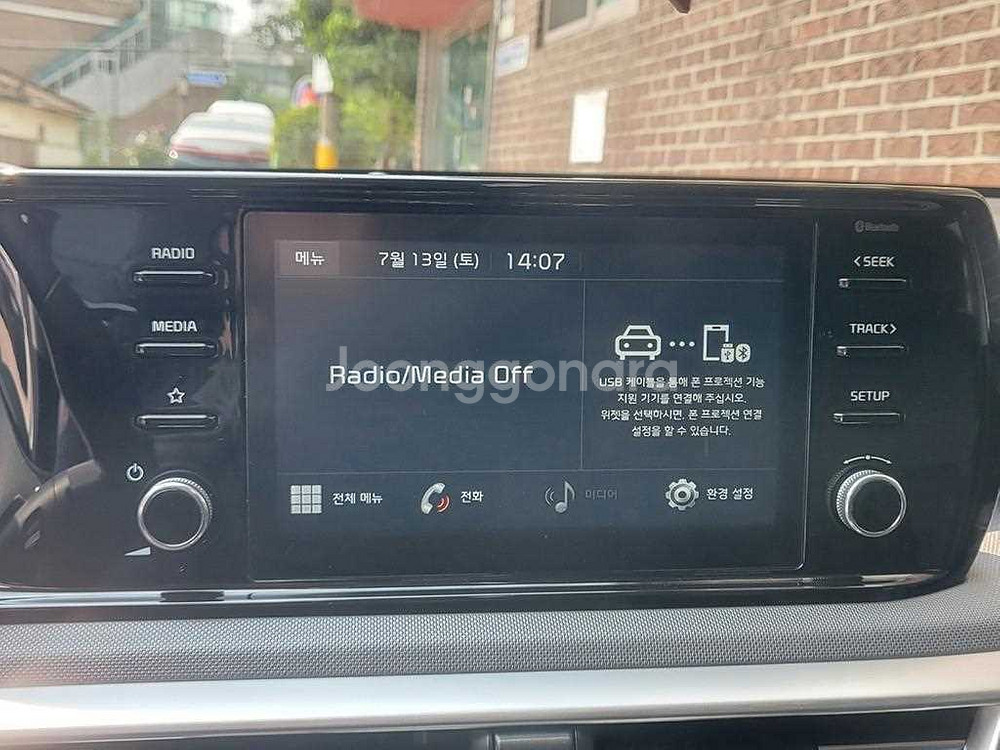 Bluetooth
RADIO
MEDIA
메뉴
7월 13일 (토)
14:07
Radio/Media Off
Joonggonara
USB 케이블을 통해 폰 프로젝션 기능
지원 기기를 연결해 주십시오.
위젯을 선택하시면, 폰 프로젝션 연결
설정을 할 수 있습니다.
전체 메뉴
전화
미디어
환경 설정
<SEEK
TRACK>
SETUP